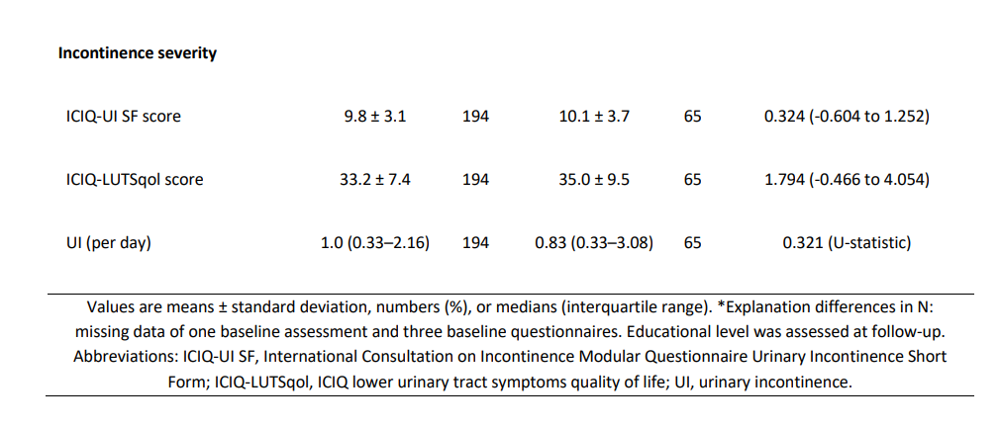 Incontinence severity
ICIQ-UI SF score 9.8 ± 3.1 194 10.1 ± 3.7 65 0.324 (-0.604 to 1.252)
ICIQ-LUTSqol score 33.2 ± 7.4 194 35.0 ± 9.5 65 1.794 (-0.466 to 4.054)
UI (per day) 1.0 (0.33–2.16) 194 0.83 (0.33–3.08) 65 0.321 (U-statistic)
Values are means ± standard deviation, numbers (%), or medians (interquartile range). *Explanation differences in N:
missing data of one baseline assessment and three baseline questionnaires. Educational level was assessed at follow-up.
Abbreviations: ICIQ-UI SF, International Consultation on Incontinence Modular Questionnaire Urinary Incontinence Short
Form; ICIQ-LUTSqol, ICIQ lower urinary tract symptoms quality of life; UI, urinary incontinence.